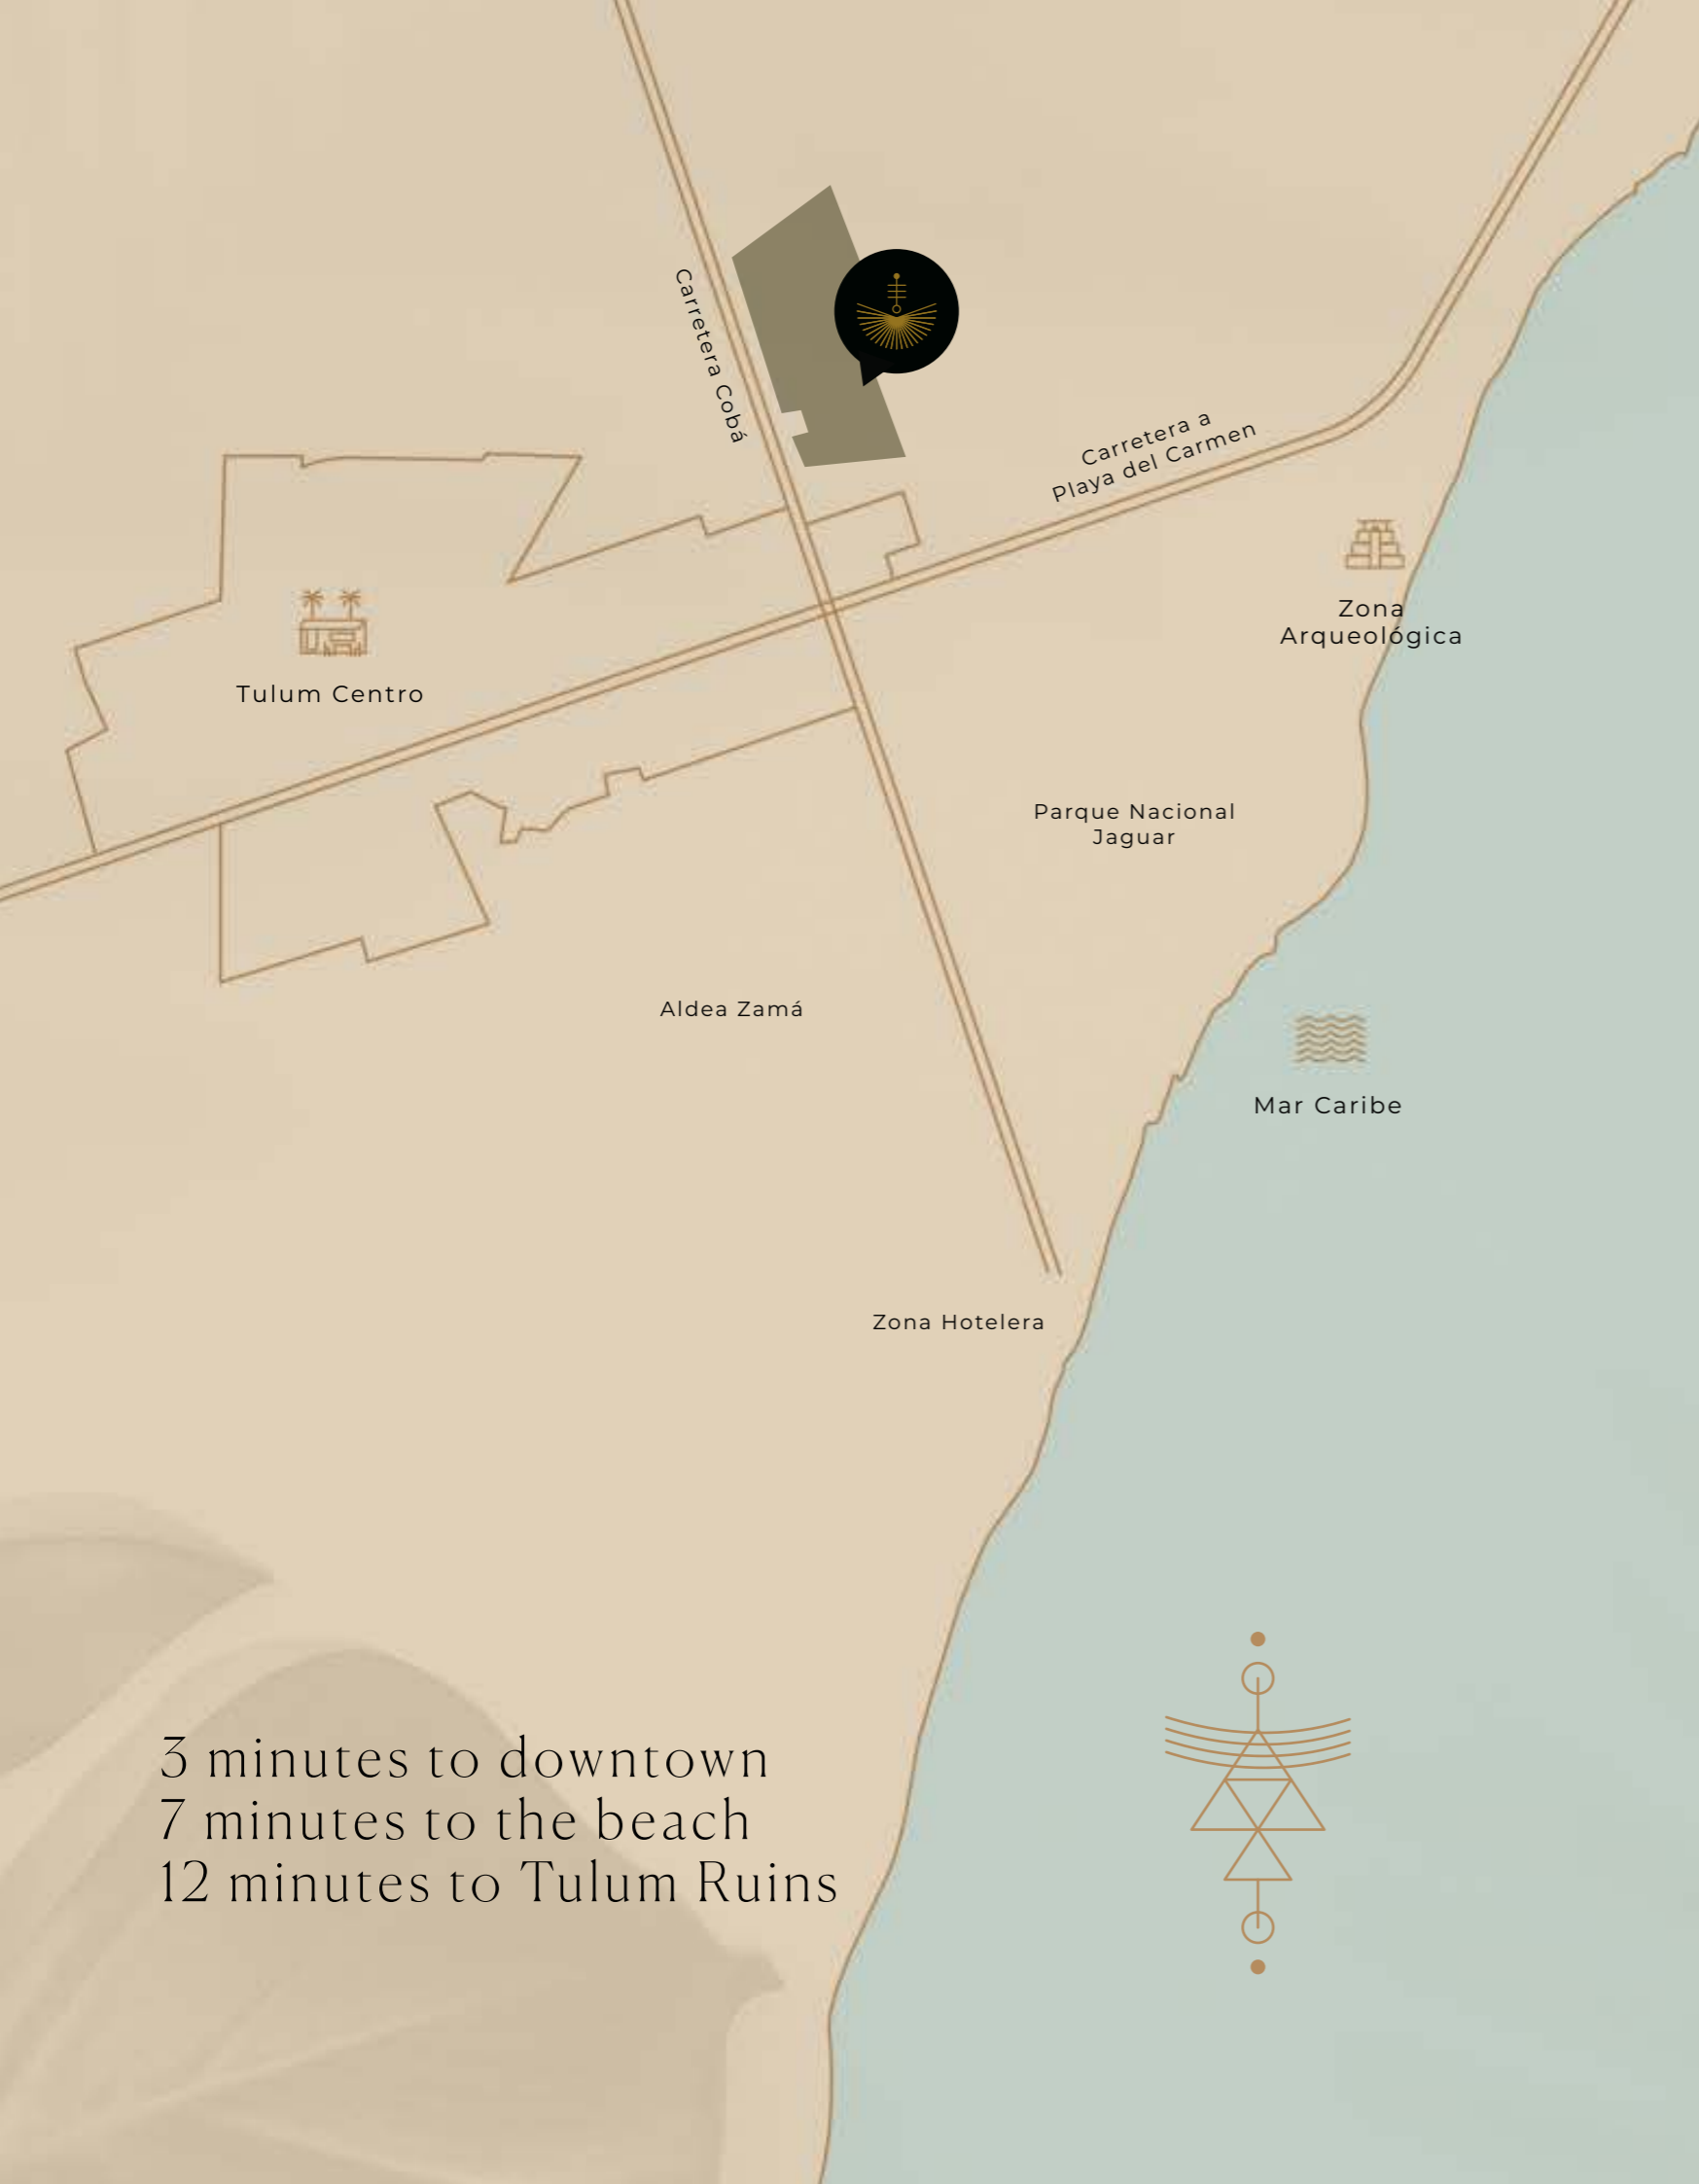 Carretera Cobá
Carretera a
Playa del Carmen
Zona
Arqueológica
Tulum Centro
Parque Nacional
Jaguar
Aldea Zamá
Mar Caribe
Zona Hotelera
3 minutes to downtown
7 minutes to the beach
12 minutes to Tulum Ruins